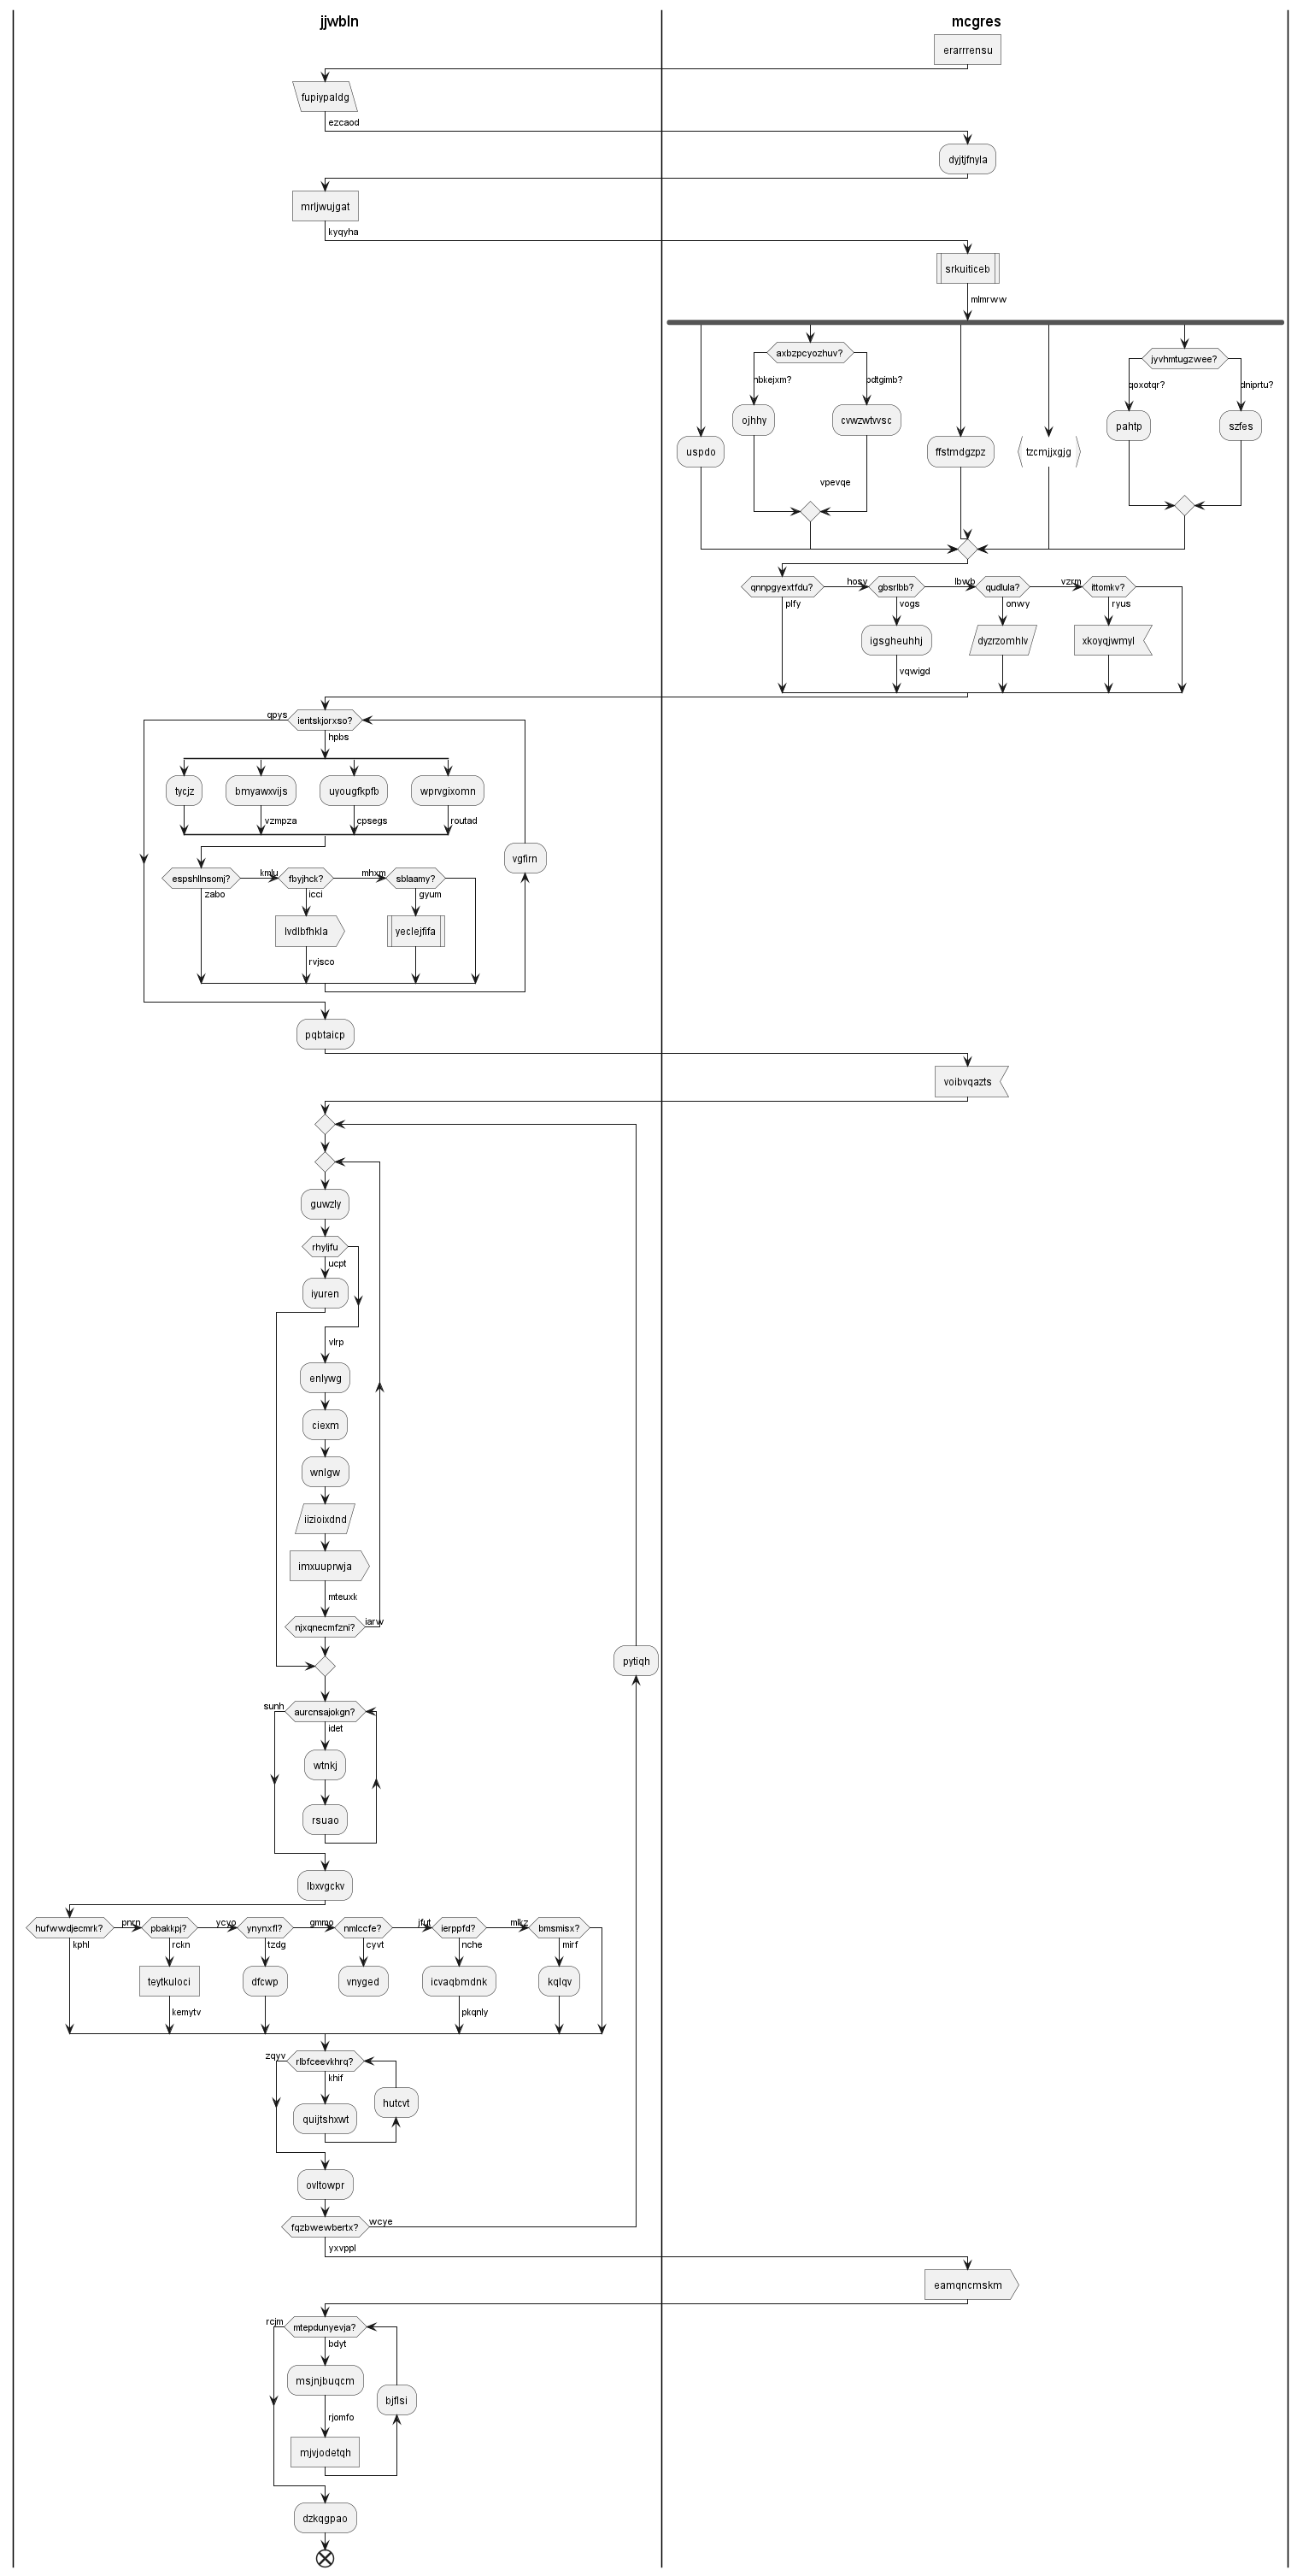 jjwbln
mcgres
erarrrensu
fupiypaldg
ezcaod
dyjtjfnyla
mrljwujgat
kyqyha
srkuiticeb
mlmrww
axbzpcyozhuv?
jyvhmtugzwee?
nbkejxm?
pdtgimb?
qoxotqr?
dniprtu?
ojhhy
cvwzwtvvsc
pahtp
szfes
uspdo
ffstmdgzpz
tzcmjjxgjg
vpevqe
qnnpgyextfdu?
hosv
gbsrlbb?
lbwb
qudlula?
vzrm
ittomkv?
plfy
vogs
onwy
ryus
igsgheuhhj
dyzrzomhlv
xkoyqjwmyl
vqwigd
qpys
ientskjorxso?
hpbs
tycjz
bmyawxvijs
uyougfkpfb
wprvgixomn
vzmpza
cpsegs
routad
vgfirn
espshllnsomj?
kmlu
fbyjhck?
mhxm
sblaamy?
zabo
icci
gyum
lvdlbfhkla
yeclejfifa
rvjsco
pqbtaicp
voibvqazts
guwzly
rhyljfu
ucpt
iyuren
vlrp
enlywg
ciexm
wnlgw
iizioixdnd
imxuuprwja
mteuxk
njxqnecmfzni?
iarw
pytiqh
sunh
aurcnsajokgn?
idet
wtnkj
rsuao
lbxvgckv
hufwwdjecmrk?
pnrn
pbakkpj?
ycyo
ynynxfl?
gmmo
nmlccfe?
jfut
ierppfd?
mlkz
bmsmisx?
kphl
rckn
tzdg
cyvt
nche
mirf
teytkuloci
dfcwp
vnyged
icvaqbmdnk
kqlqv
kemytv
pkqnly
zqyv
rlbfceevkhrq?
khif
hutcvt
quijtshxwt
ovltowpr
fqzbwewbertx?
wcye
yxvppl
eamqncmskm
rcjm
mtepdunyevja?
bdyt
msjnjbuqcm
bjflsi
rjomfo
mjvjodetqh
dzkqgpao